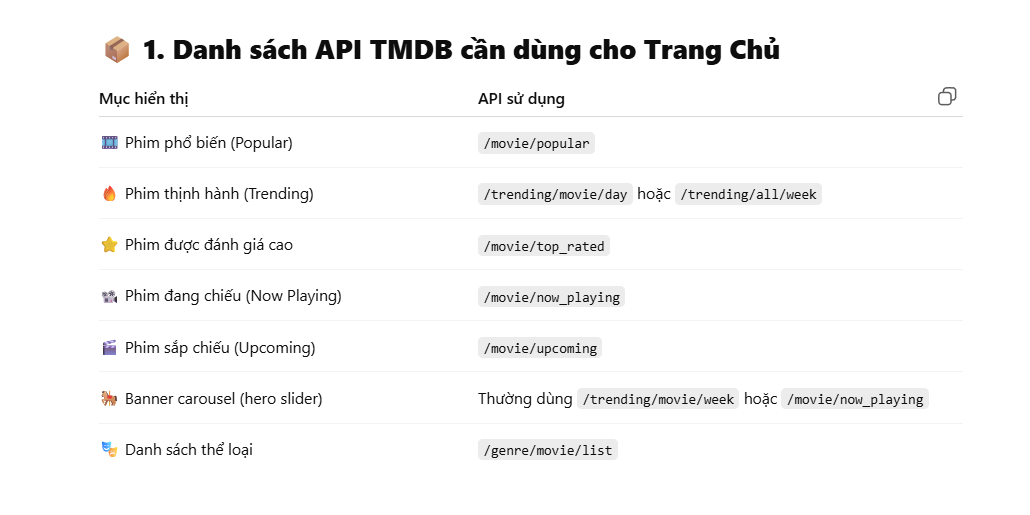 📦 1. Danh sách API TMDB cần dùng cho Trang Chủ
Mục hiển thị API sử dụng
🎞️ Phim phổ biến (Popular) /movie/popular
🔥 Phim thịnh hành (Trending) /trending/movie/day hoặc /trending/all/week
⭐ Phim được đánh giá cao /movie/top_rated
📽️ Phim đang chiếu (Now Playing) /movie/now_playing
🎬 Phim sắp chiếu (Upcoming) /movie/upcoming
🎠 Banner carousel (hero slider) Thường dùng /trending/movie/week hoặc /movie/now_playing
🎭 Danh sách thể loại /genre/movie/list